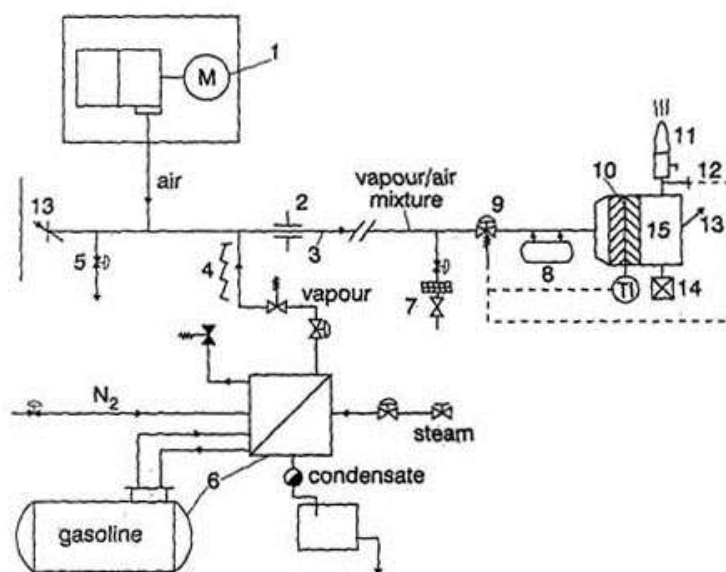 1
M
11
air
vapour/air
mixture
2
10
12
13
9
13
15
3
5
4
8
7
TI
14
vapour
N2
steam
6
condensate
gasoline